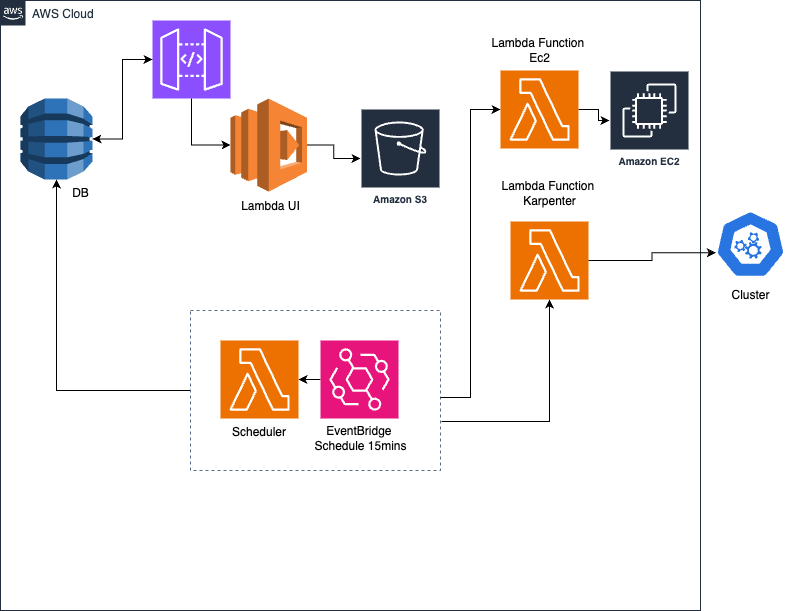 aws
AWS Cloud
</>
DB
Lambda UI
Amazon S3
Lambda Function
Ec2
Amazon EC2
Lambda Function
Karpenter
Cluster
Scheduler
EventBridge
Schedule 15mins